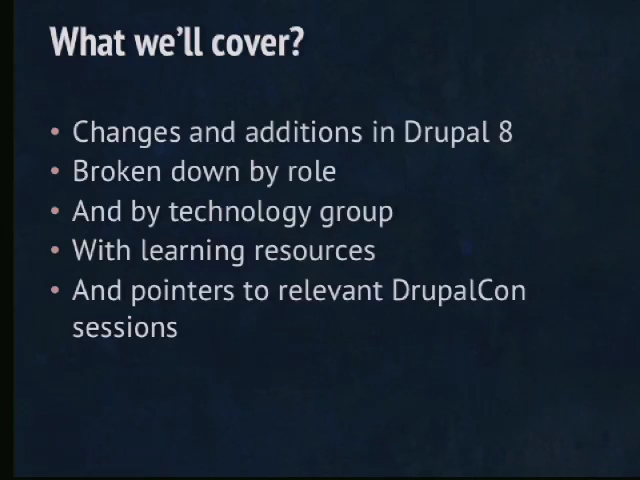 What we'll cover?
• Changes and additions in Drupal 8
• Broken down by role
• And by technology group
• With learning resources
• And pointers to relevant DrupalCon
sessions